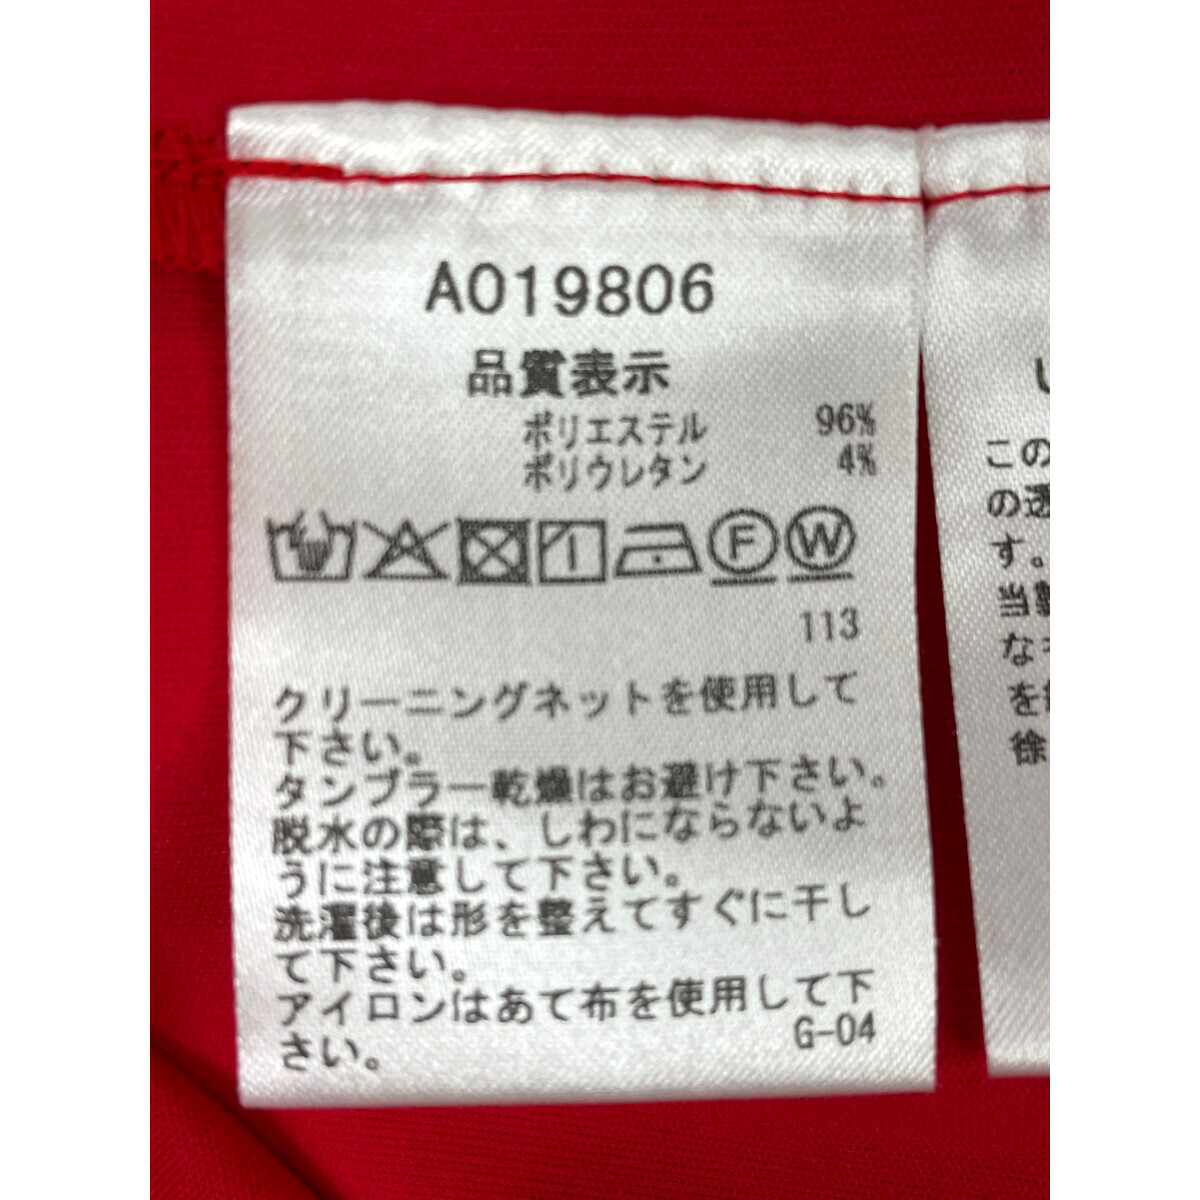 A019806
品質表示
ポリエステル 96%
ポリウレタン 4%
F W
113
クリーニングネットを使用して
下さい。
タンブラー乾燥はお避け下さい。
脱水の際は、しわにならないよ
うに注意して下さい。
洗濯後は形を整えてすぐに干し
て下さい。
アイロンはあて布を使用して下
さい。
G-04
この
の透
す。
当製
な
を
徐